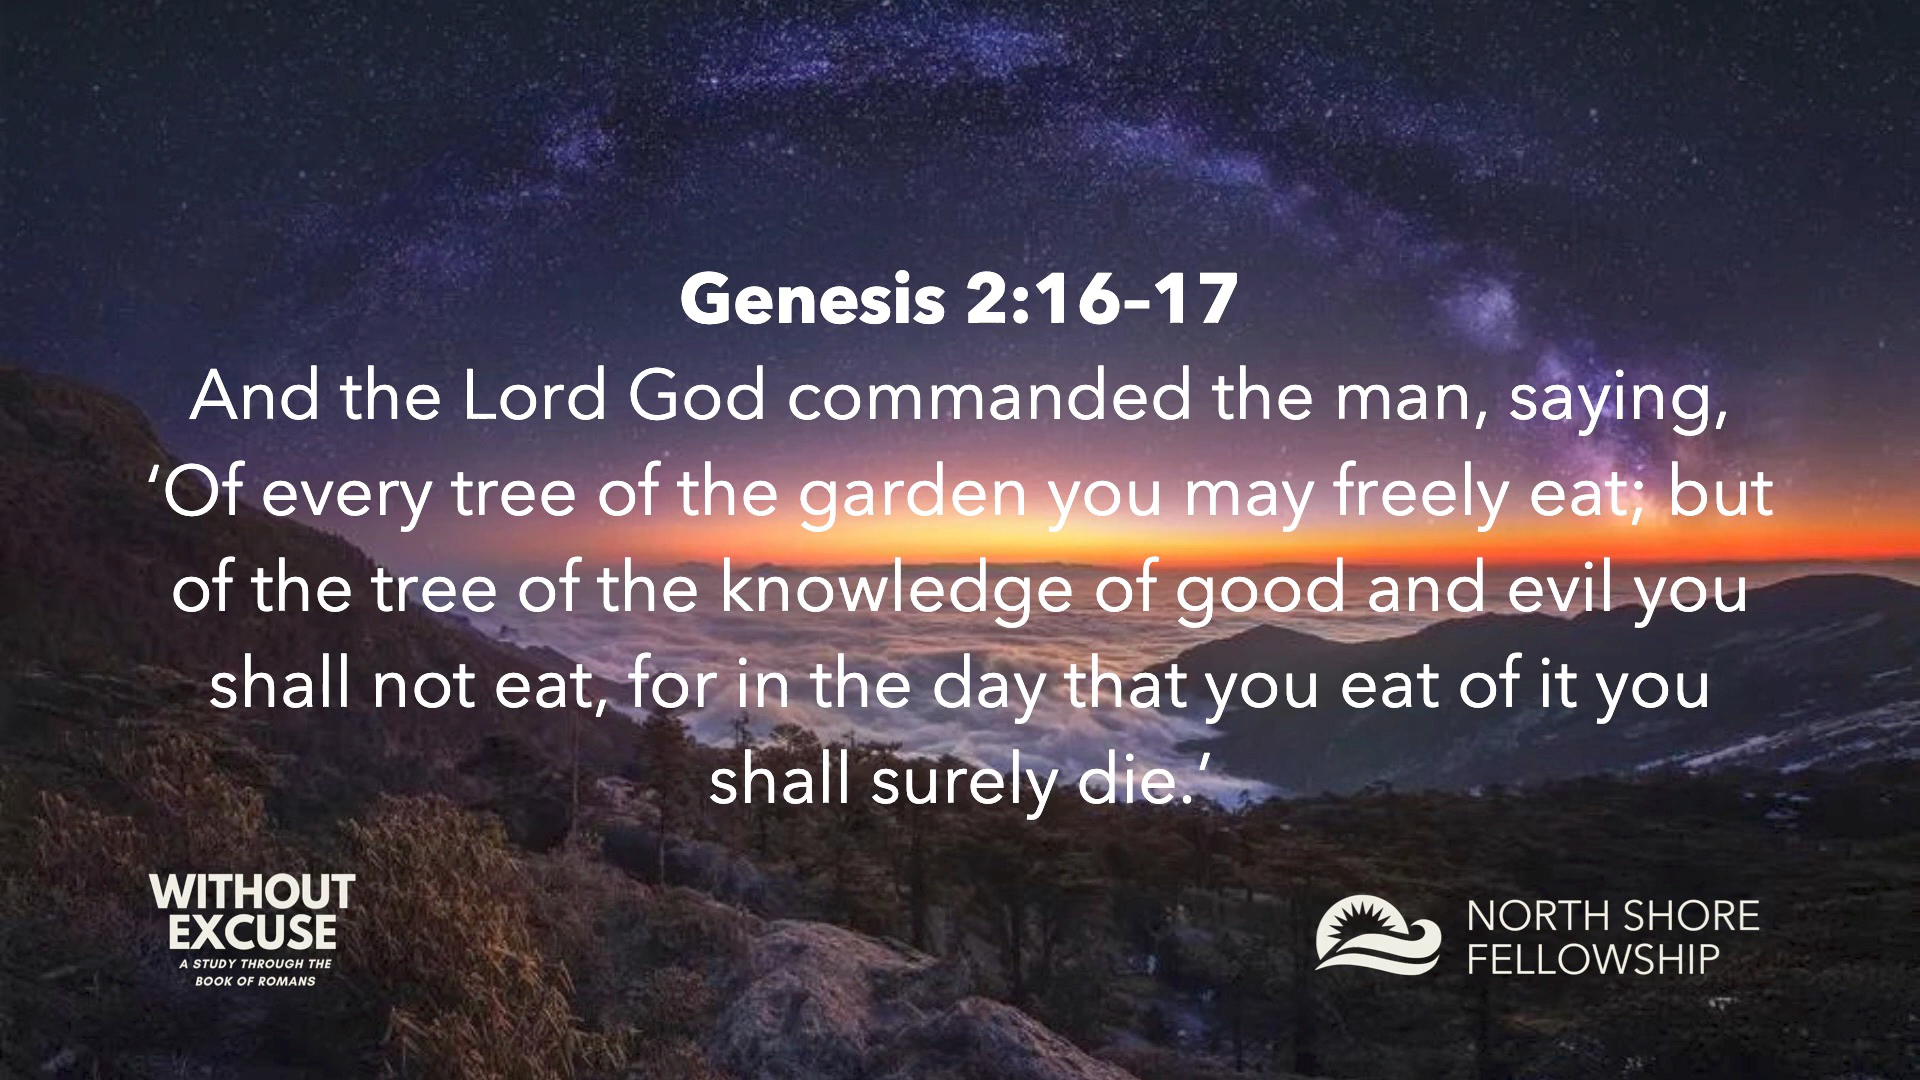 Genesis 2:16–17
And the Lord God commanded the man, saying,
‘Of every tree of the garden you may freely eat; but
of the tree of the knowledge of good and evil you
shall not eat, for in the day that you eat of it you
shall surely die.’
WITHOUT
EXCUSE
A STUDY THROUGH THE
BOOK OF ROMANS
NORTH SHORE
FELLOWSHIP